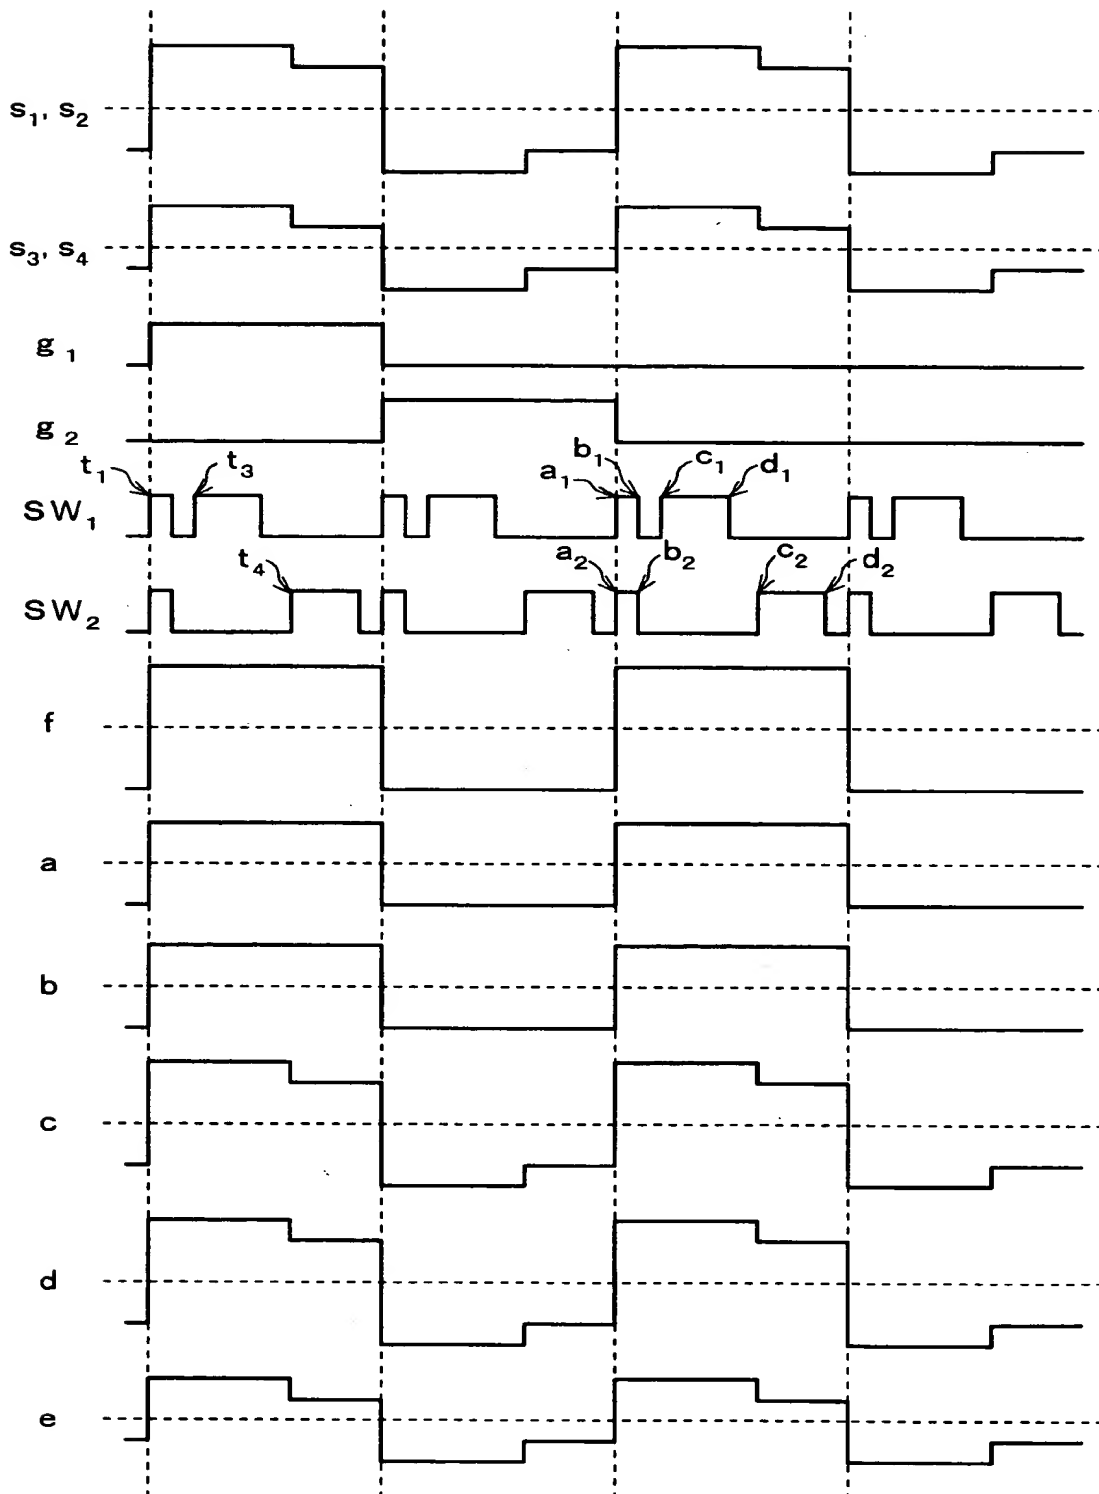 s₁, s₂
s₃, s₄
g₁
g₂
t₁
t₃
b₁
c₁
a₁
d₁
SW₁
t₄
a₂
b₂
c₂
d₂
SW₂
f
a
b
c
d
e